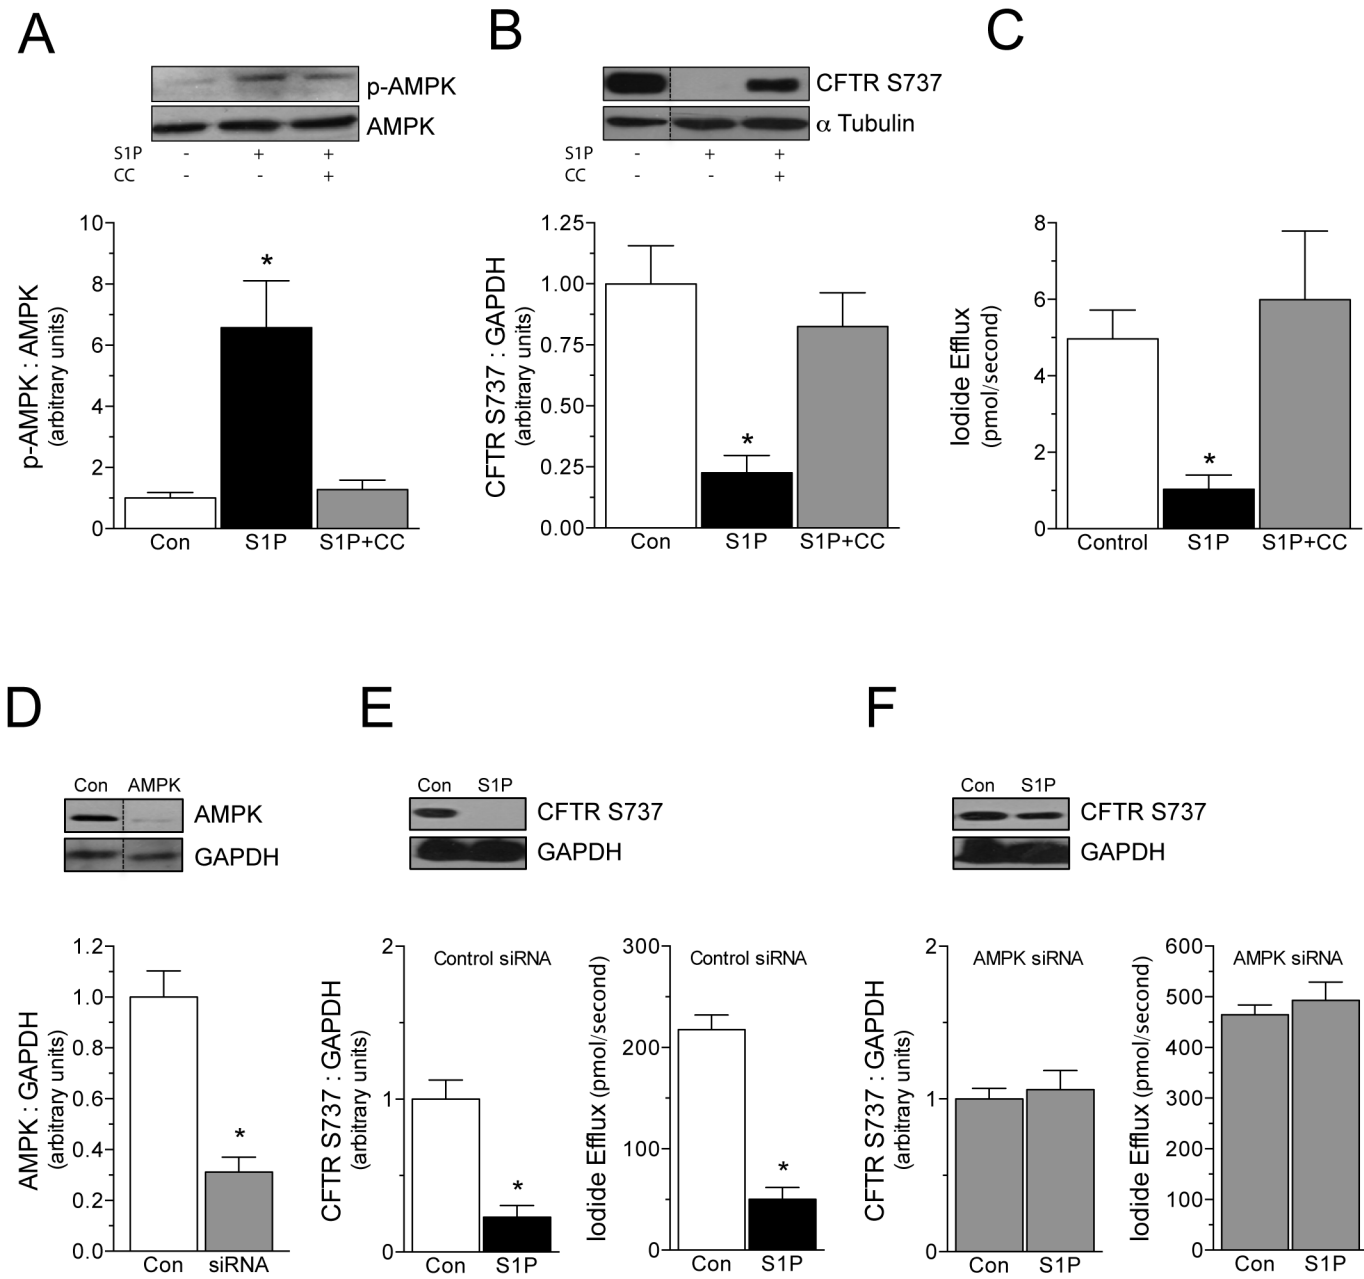 A
p-AMPK
AMPK
S1P - + +
CC - - +
p-AMPK : AMPK
(arbitrary units)
10
8
6
4
2
0
*
Con S1P S1P+CC
B
CFTR S737
α Tubulin
S1P - + +
CC - - +
CFTR S737 : GAPDH
(arbitrary units)
1.25
1.00
0.75
0.50
0.25
0.00
*
Con S1P S1P+CC
C
Iodide Efflux
(pmol/second)
8
6
4
2
0
*
Control S1P S1P+CC
D
Con AMPK
AMPK
GAPDH
AMPK : GAPDH
(arbitrary units)
1.2
1.0
0.8
0.6
0.4
0.2
0.0
*
Con siRNA
E
Con S1P
CFTR S737
GAPDH
CFTR S737 : GAPDH
(arbitrary units)
2
1
0
Control siRNA
*
Con S1P
Iodide Efflux (pmol/second)
300
200
100
0
Control siRNA
*
Con S1P
F
Con S1P
CFTR S737
GAPDH
CFTR S737 : GAPDH
(arbitrary units)
2
1
0
AMPK siRNA
Con S1P
Iodide Efflux (pmol/second)
600
500
400
300
200
100
0
AMPK siRNA
Con S1P